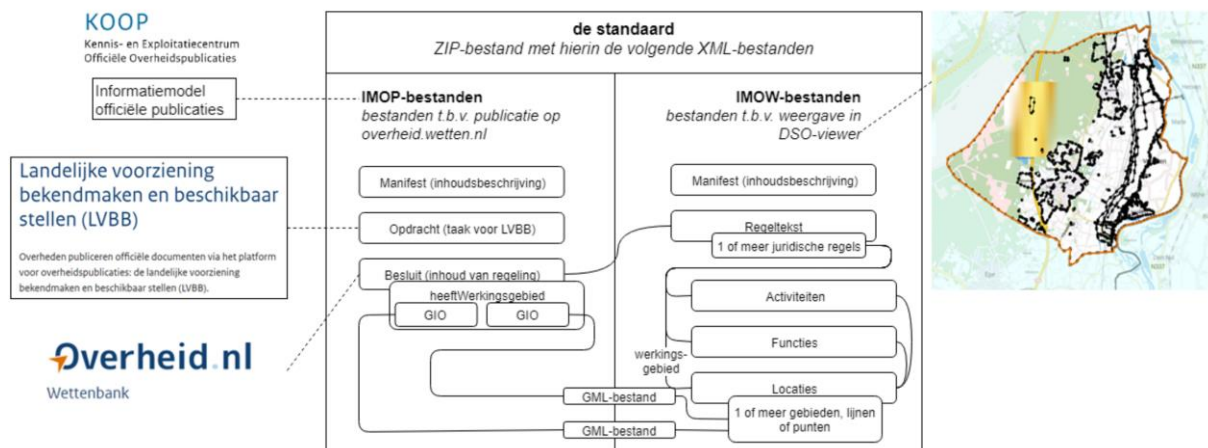 KOOP
Kennis- en Exploitatiecentrum
Officiële Overheidspublicaties
Informatiemodel
officiële publicaties
Landelijke voorziening
bekendmaken en beschikbaar
stellen (LVBB)
Overheden publiceren officiële documenten via het platform
voor overheidspublicaties: de landelijke voorziening
bekendmaken en beschikbaar stellen (LVBB).
Overheid.nl
Wettenbank
de standaard
ZIP-bestand met hierin de volgende XML-bestanden
IMOP-bestanden
bestanden t.b.v. publicatie op
overheid.wetten.nl
Manifest (inhoudsbeschrijving)
Opdracht (taak voor LVBB)
Besluit (inhoud van regeling)
heeftWerkingsgebied
GIO
GIO
GML-bestand
GML-bestand
IMOW-bestanden
bestanden t.b.v. weergave in
DSO-viewer
Manifest (inhoudsbeschrijving)
Regeltekst
1 of meer juridische regels
Activiteiten
Functies
werkings-
gebied
Locaties
1 of meer gebieden, lijnen
of punten
N337
N337
Epe